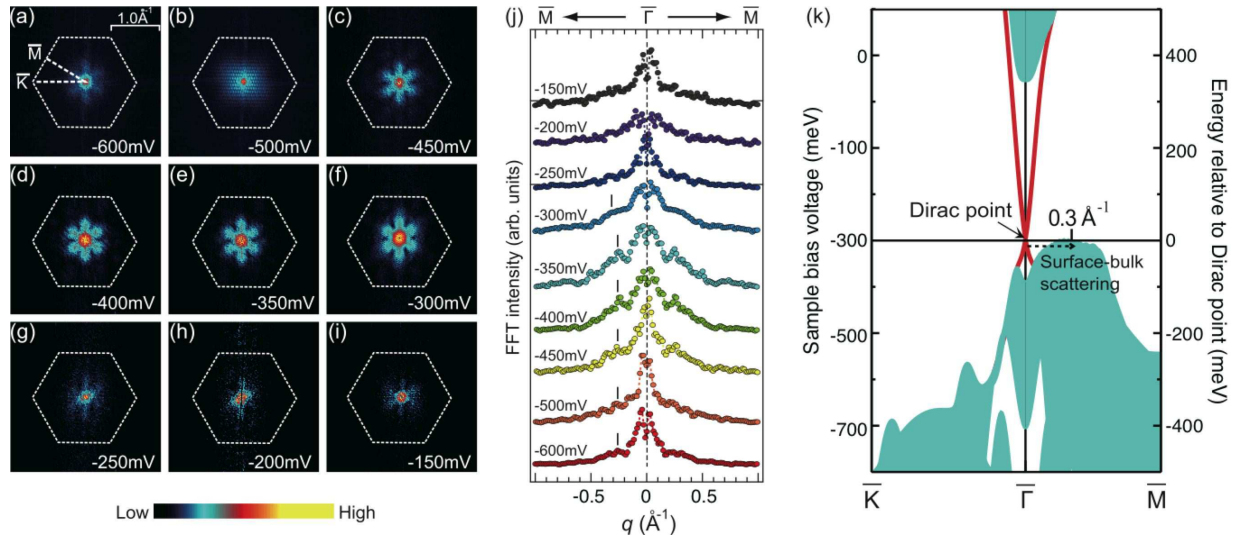 (a)
1.0Å⁻¹
M̅
K̅
-600mV
(b)
-500mV
(c)
-450mV
(d)
-400mV
(e)
-350mV
(f)
-300mV
(g)
-250mV
(h)
-200mV
(i)
-150mV
Low
High
(j)
M̅ Γ̅ M̅
-150mV
-200mV
-250mV
-300mV
-350mV
-400mV
-450mV
-500mV
-600mV
FFT intensity (arb. units)
-0.5 0 0.5
q (Å⁻¹)
(k)
0
-100
-300
-500
-700
Sample bias voltage (meV)
Dirac point
0.3 Å⁻¹
Surface-bulk
scattering
400
200
0
-200
-400
Energy relative to Dirac point (meV)
K̅ Γ̅ M̅